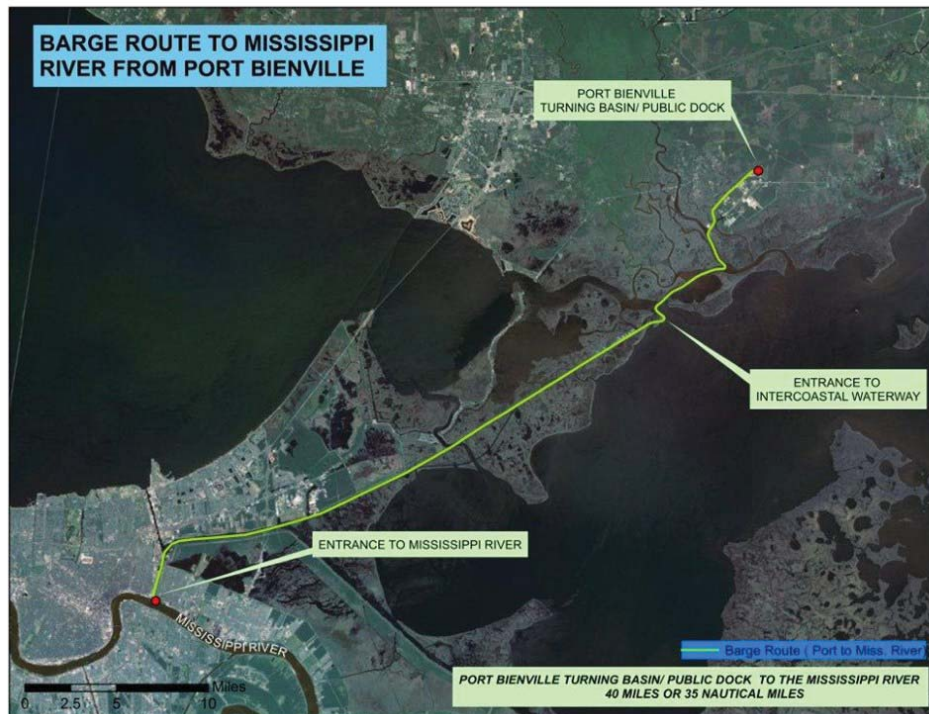 BARGE ROUTE TO MISSISSIPPI
RIVER FROM PORT BIENVILLE
PORT BIENVILLE
TURNING BASIN/ PUBLIC DOCK
ENTRANCE TO
INTERCOASTAL WATERWAY
ENTRANCE TO MISSISSIPPI RIVER
MISSISSIPPI RIVER
Barge Route ( Port to Miss. River)
Miles
0 2.5 5 10
PORT BIENVILLE TURNING BASIN/ PUBLIC DOCK TO THE MISSISSIPPI RIVER
40 MILES OR 35 NAUTICAL MILES